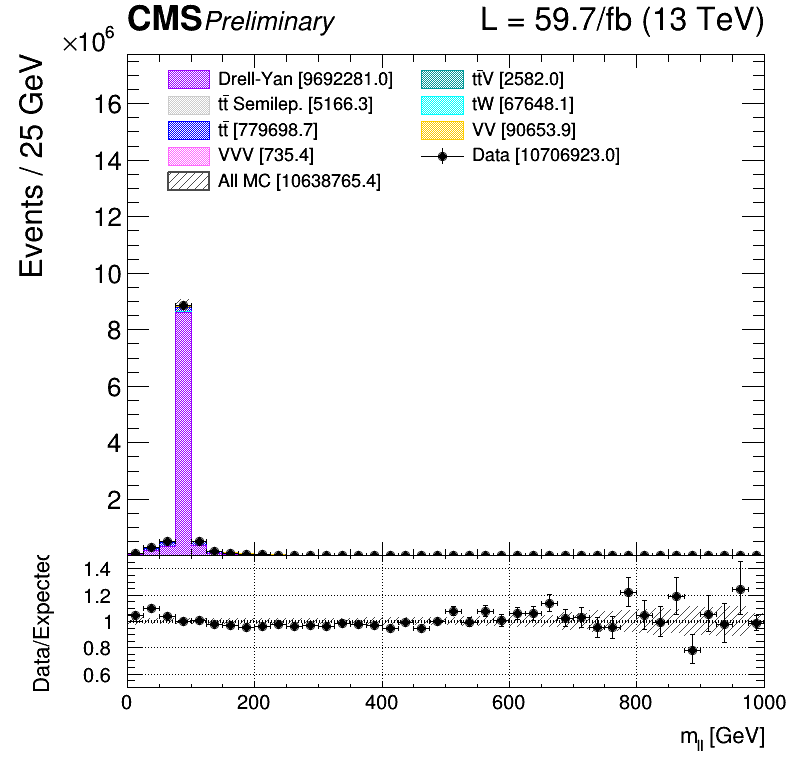 CMS Preliminary L = 59.7/fb (13 TeV)
×10⁶
Events / 25 GeV
Drell-Yan [9692281.0]
tt̄ Semilep. [5166.3]
tt̄ [779698.7]
VVV [735.4]
All MC [10638765.4]
tt̄V [2582.0]
tW [67648.1]
VV [90653.9]
Data [10706923.0]
16
14
12
10
8
6
4
2
Data/Expected
1.4
1.2
1
0.8
0.6
0 200 400 600 800 1000
m_ll [GeV]